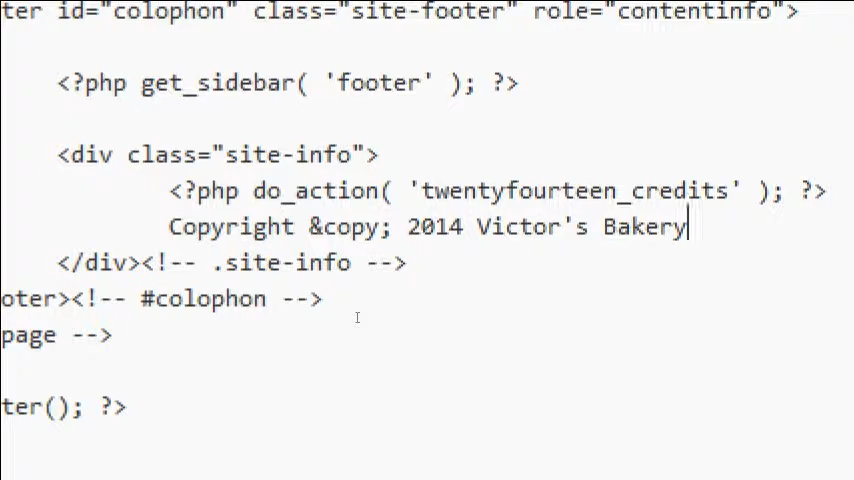 ter id="colophon" class="site-footer" role="contentinfo">
<?php get_sidebar( 'footer' ); ?>
<div class="site-info">
<?php do_action( 'twentyfourteen_credits' ); ?>
Copyright &copy; 2014 Victor's Bakery
</div><!-- .site-info -->
oter><!-- #colophon -->
page -->
ter(); ?>